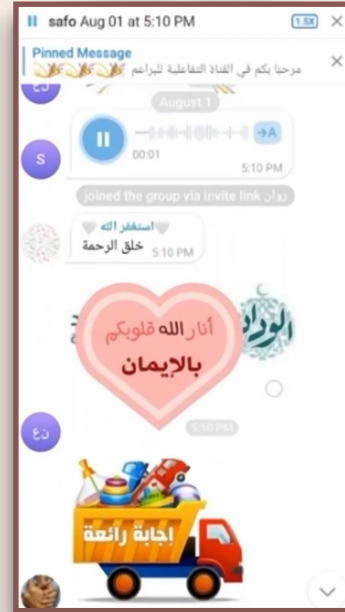 safo Aug 01 at 5:10 PM
1.5X
Pinned Message
مرحبًا بكم في القناة التفاعلية للبراعم
August 1
→A
S
00:01
5:10 PM
روان joined the group via invite link
استغفر الله
خلق الرحمة
5:10 PM
أنار الله قلوبكم
بالإيمان
5:10 PM
إجابة رائعة